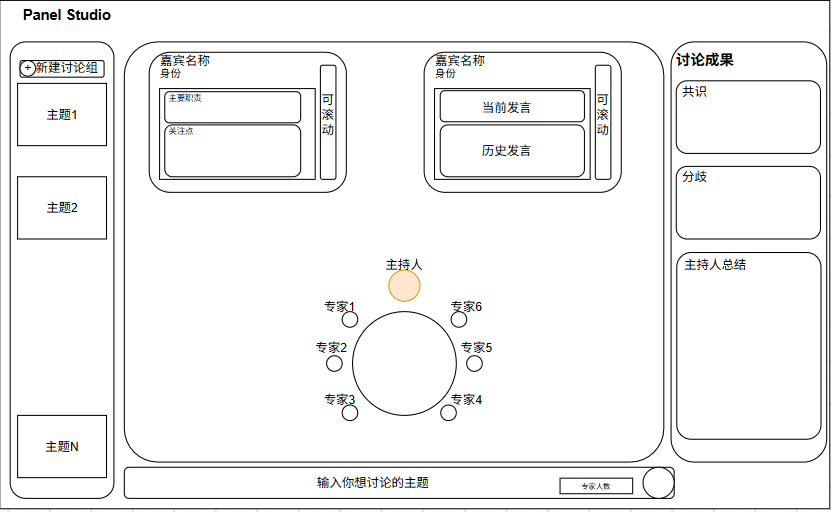 Panel Studio
+
新建讨论组
主题1
主题2
主题N
嘉宾名称
身份
主要职责
关注点
可滚动
嘉宾名称
身份
当前发言
历史发言
可滚动
主持人
专家1
专家6
专家2
专家5
专家3
专家4
输入你想讨论的主题
专家人数
讨论成果
共识
分歧
主持人总结